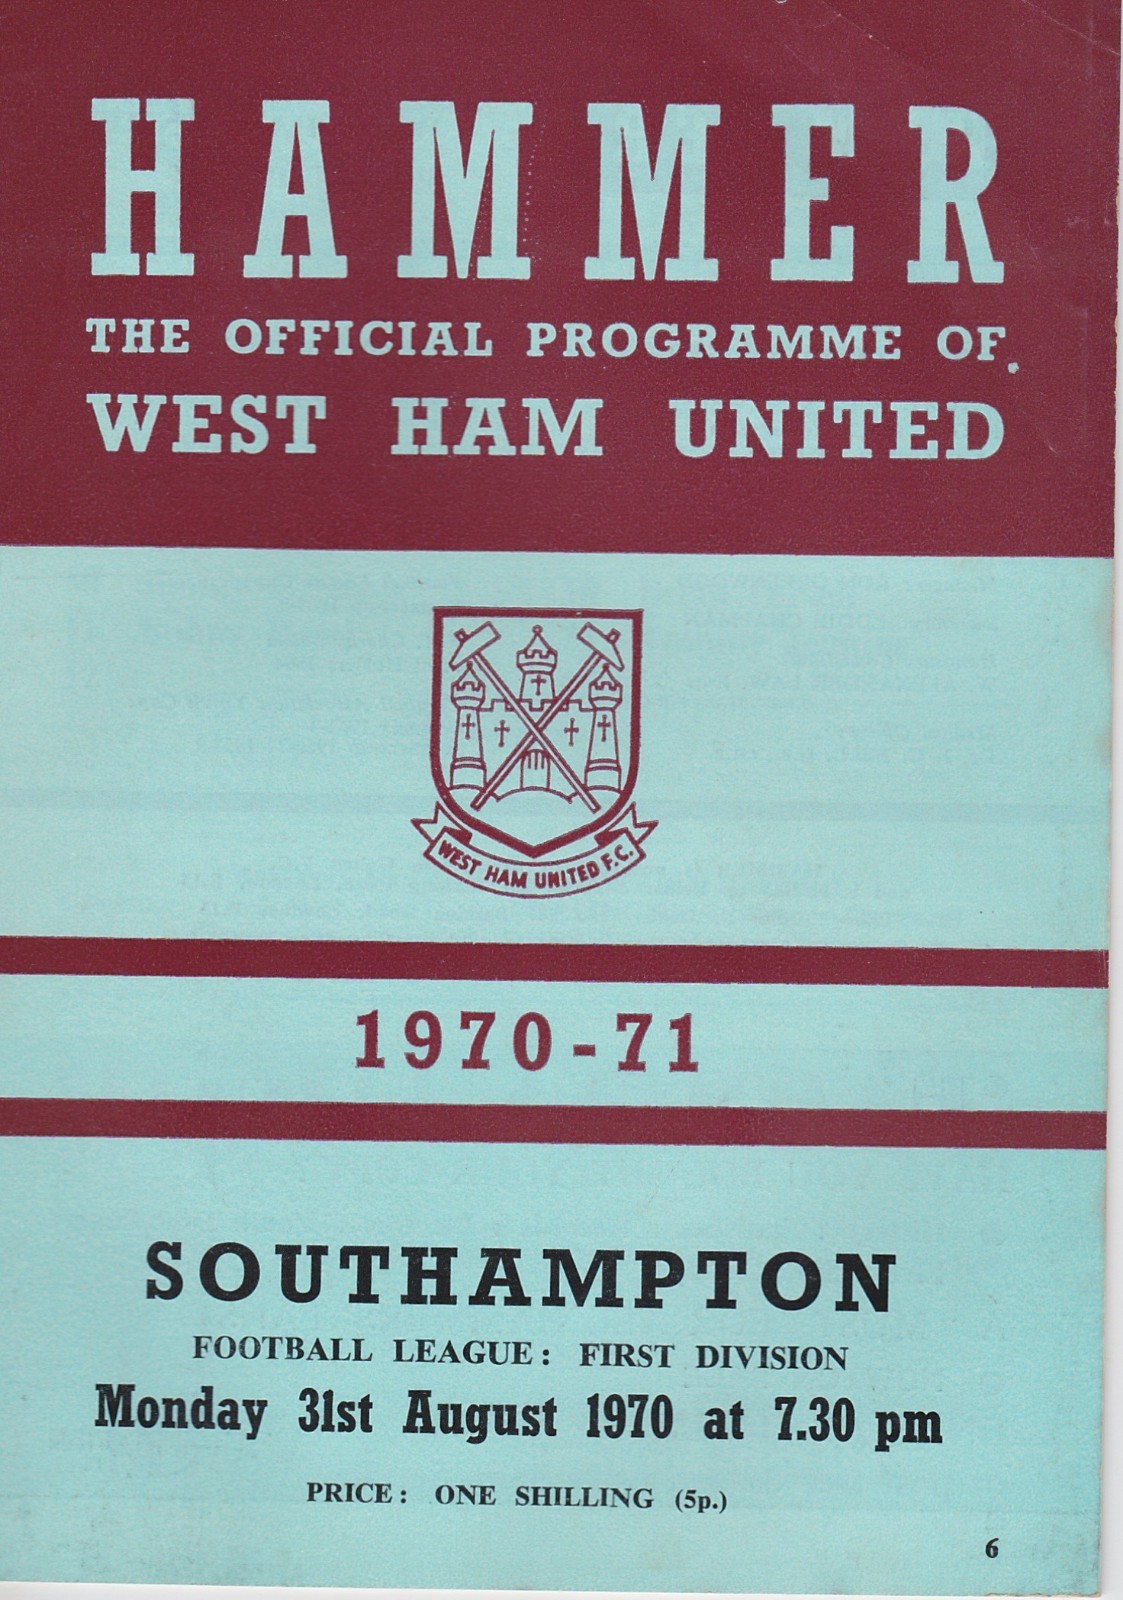 HAMMER
THE OFFICIAL PROGRAMME OF
WEST HAM UNITED
WEST HAM UNITED F.C.
1970-71
SOUTHAMPTON
FOOTBALL LEAGUE: FIRST DIVISION
Monday 31st August 1970 at 7.30 pm
PRICE: ONE SHILLING (5p.)
6